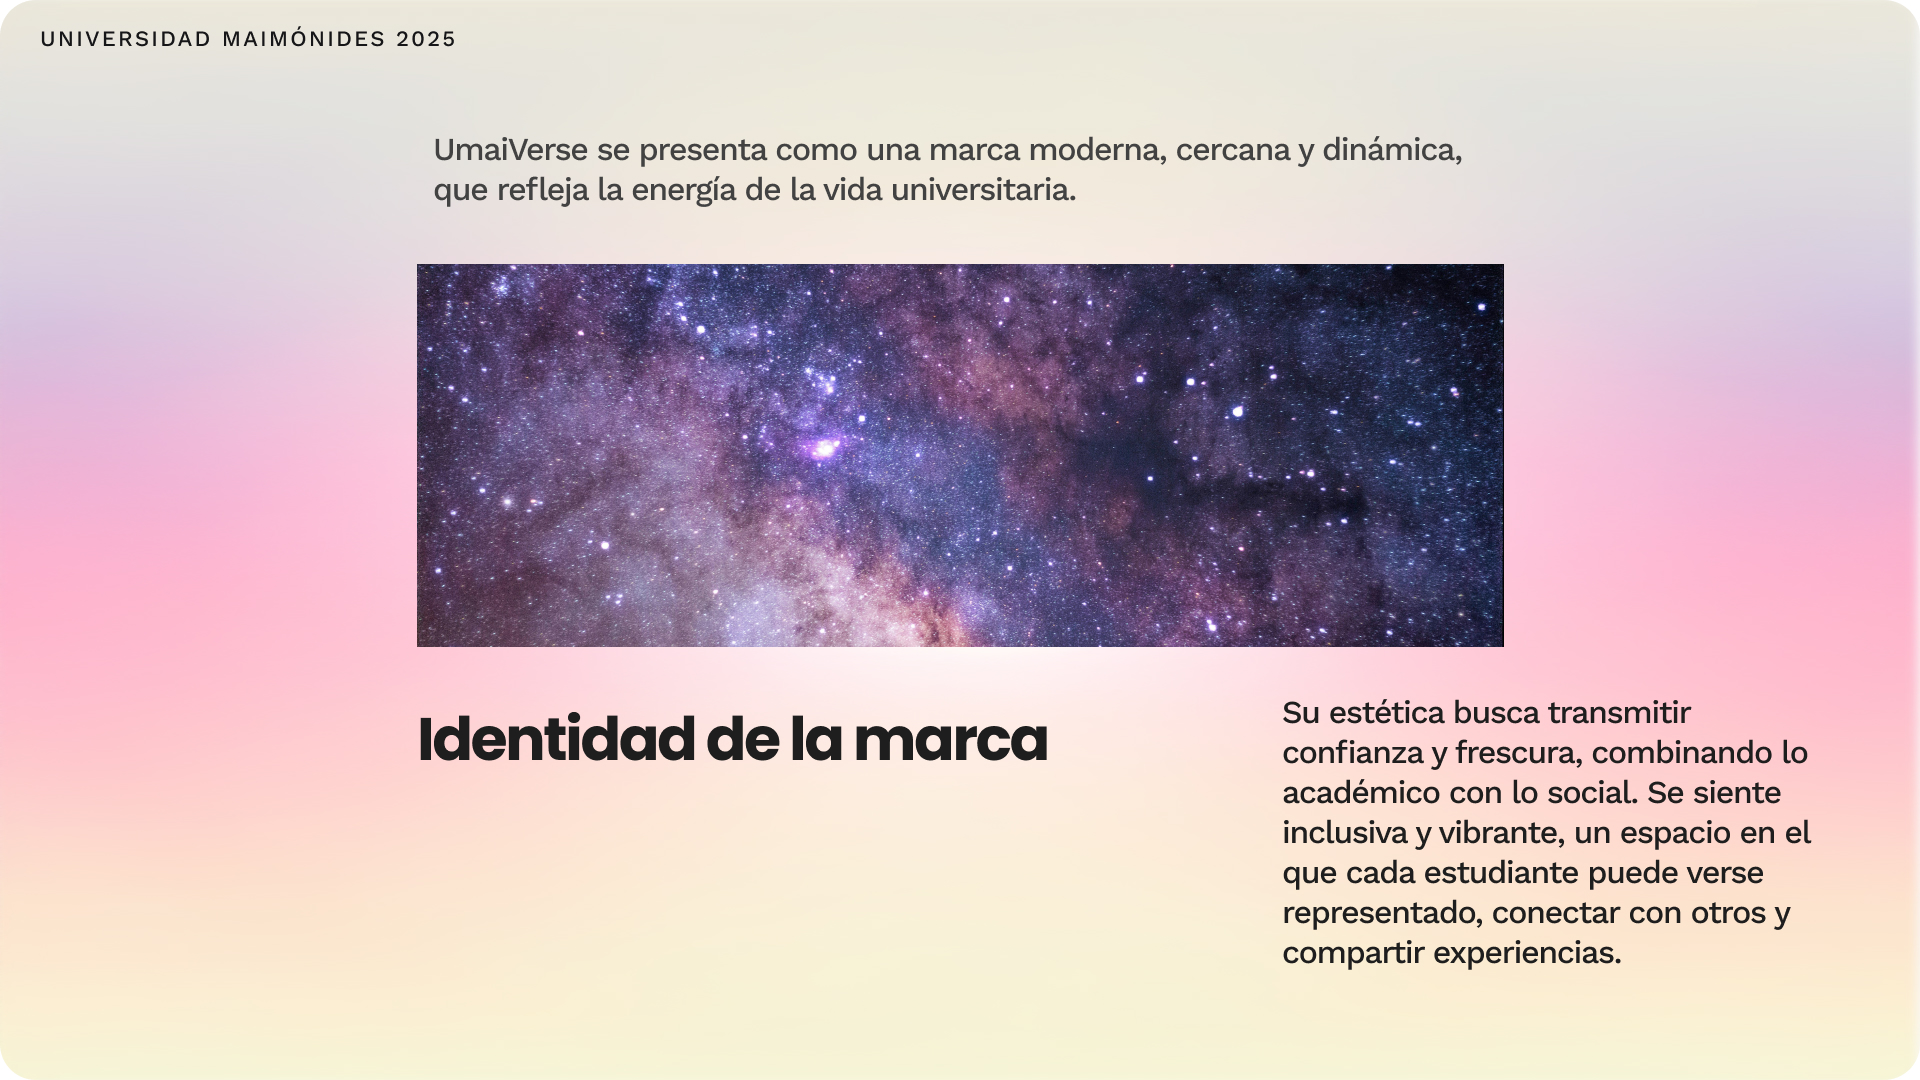 UNIVERSIDAD MAIMÓNIDES 2025
UmaiVerse se presenta como una marca moderna, cercana y dinámica,
que refleja la energía de la vida universitaria.
Identidad de la marca
Su estética busca transmitir
confianza y frescura, combinando lo
académico con lo social. Se siente
inclusiva y vibrante, un espacio en el
que cada estudiante puede verse
representado, conectar con otros y
compartir experiencias.